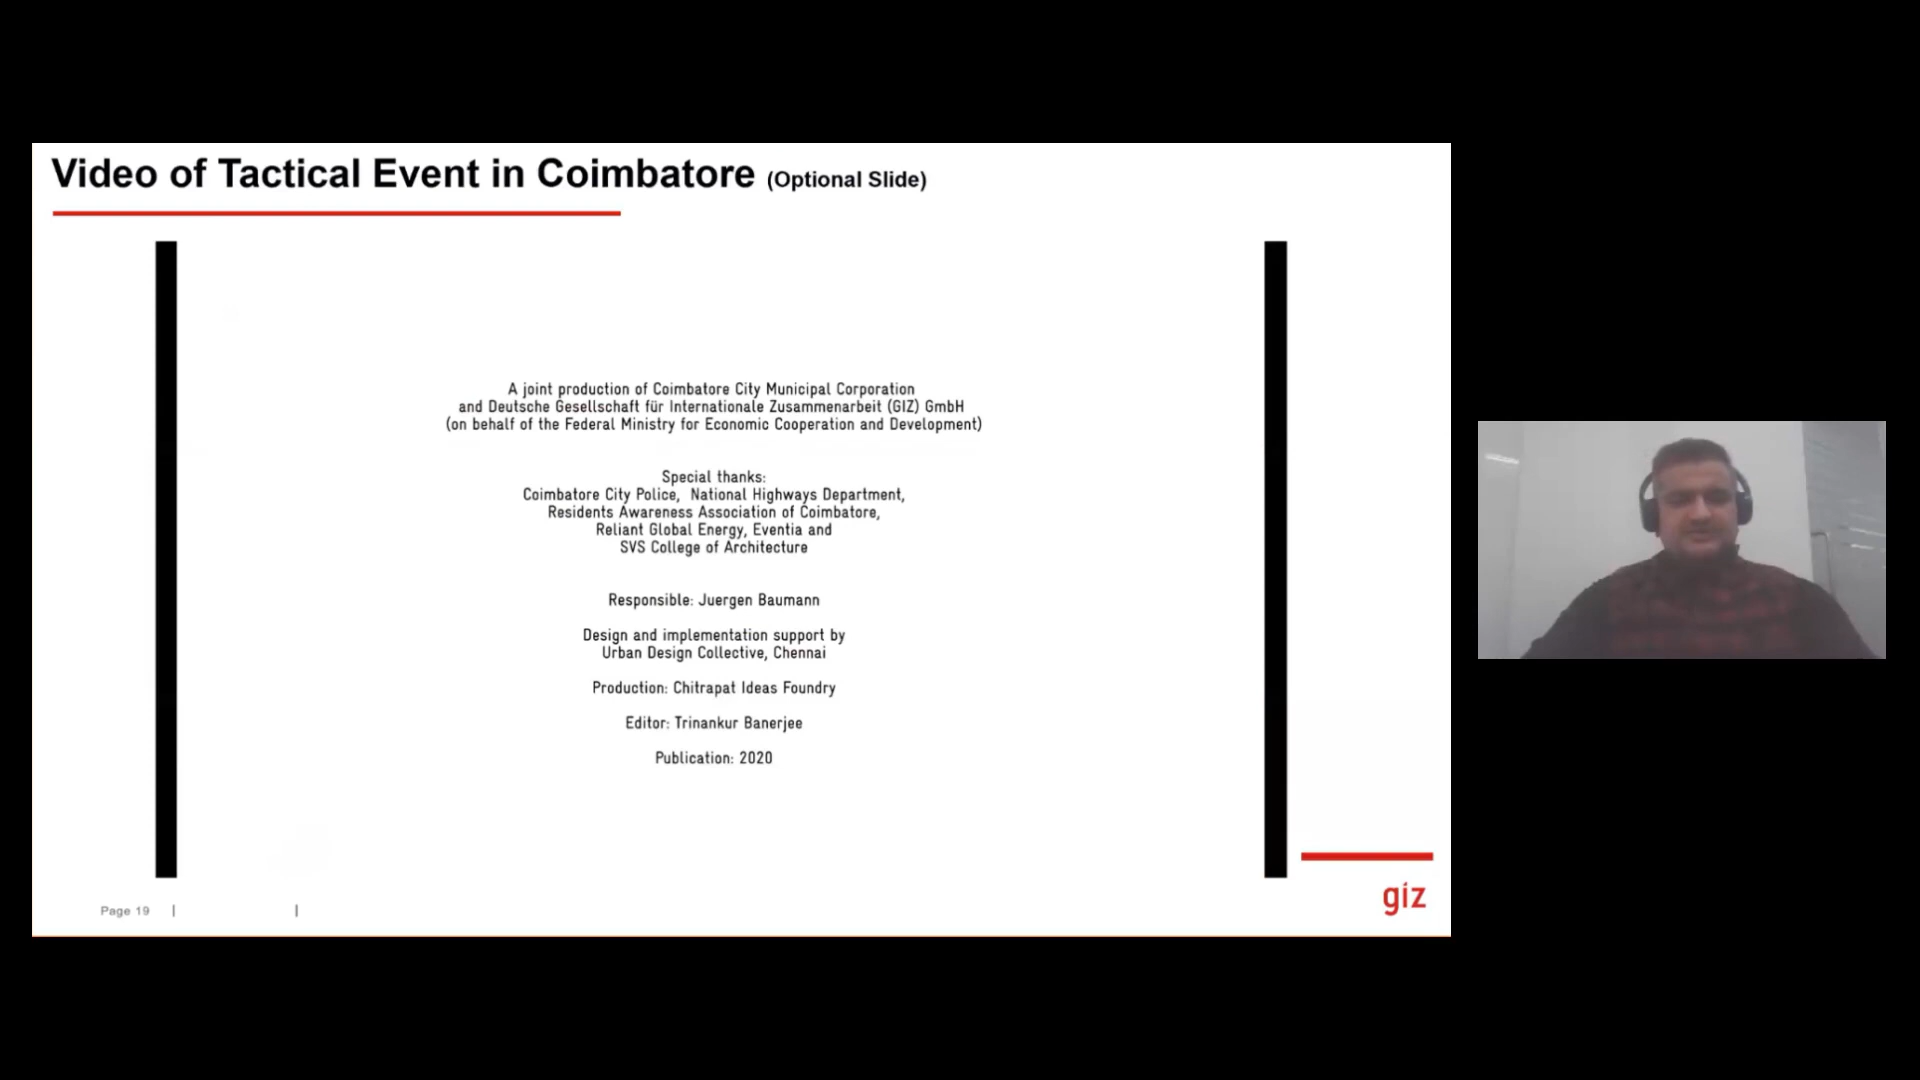 Video of Tactical Event in Coimbatore (Optional Slide)
A joint production of Coimbatore City Municipal Corporation
and Deutsche Gesellschaft für Internationale Zusammenarbeit (GIZ) GmbH
(on behalf of the Federal Ministry for Economic Cooperation and Development)
Special thanks:
Coimbatore City Police, National Highways Department,
Residents Awareness Association of Coimbatore,
Reliant Global Energy, Eventia and
SVS College of Architecture
Responsible: Juergen Baumann
Design and implementation support by
Urban Design Collective, Chennai
Production: Chitrapat Ideas Foundry
Editor: Trinankur Banerjee
Publication: 2020
Page 19 | |
giz